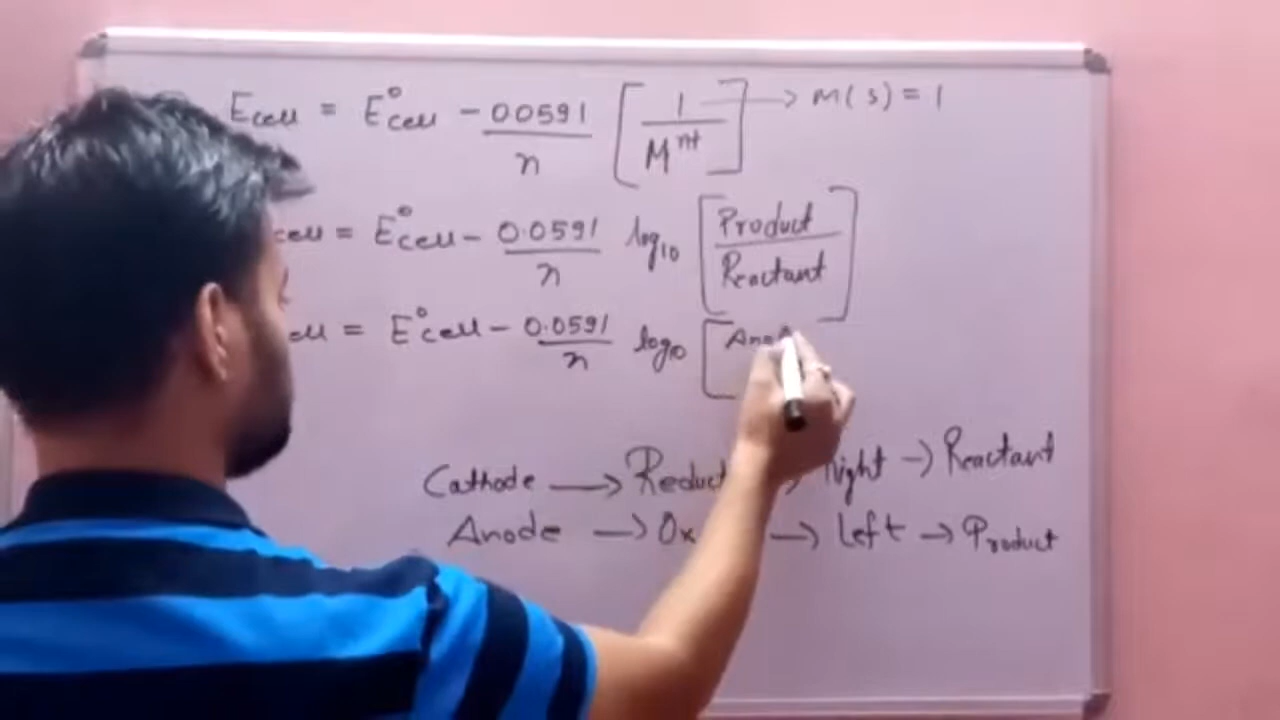 Ecell = E°cell - 0.0591/n [1/M^n+] → M(s) = 1
cell = E°cell - 0.0591/n log10 [Product/Reactant]
ell = E°cell - 0.0591/n log10 [Ano
Cathode → Reduct → Right → Reactant
Anode → Ox → Left → Product